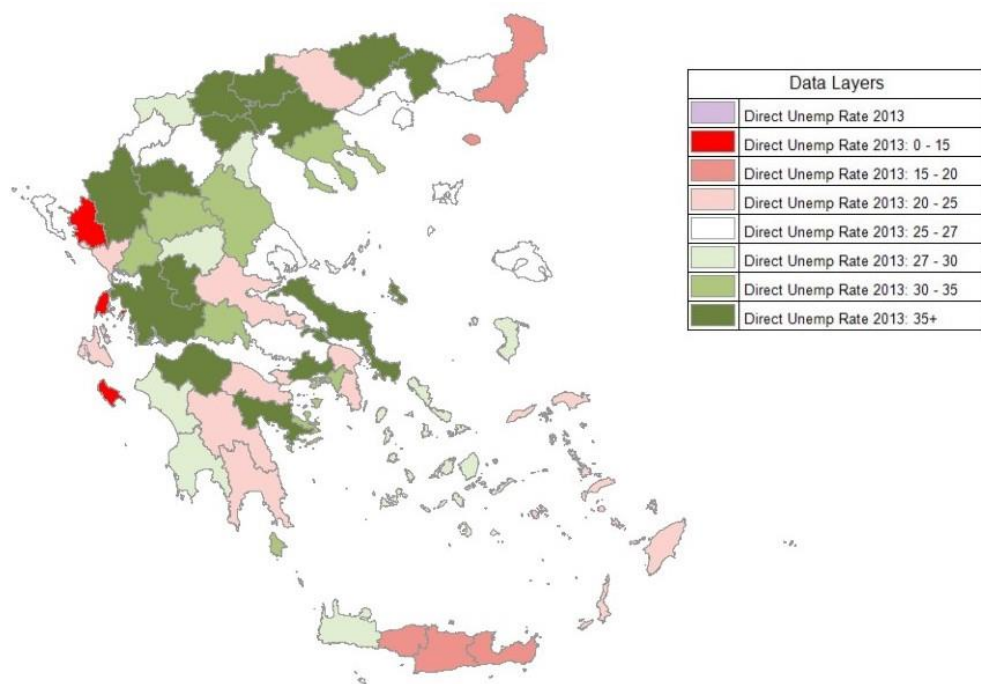 Data Layers
Direct Unemp Rate 2013
Direct Unemp Rate 2013: 0 - 15
Direct Unemp Rate 2013: 15 - 20
Direct Unemp Rate 2013: 20 - 25
Direct Unemp Rate 2013: 25 - 27
Direct Unemp Rate 2013: 27 - 30
Direct Unemp Rate 2013: 30 - 35
Direct Unemp Rate 2013: 35+